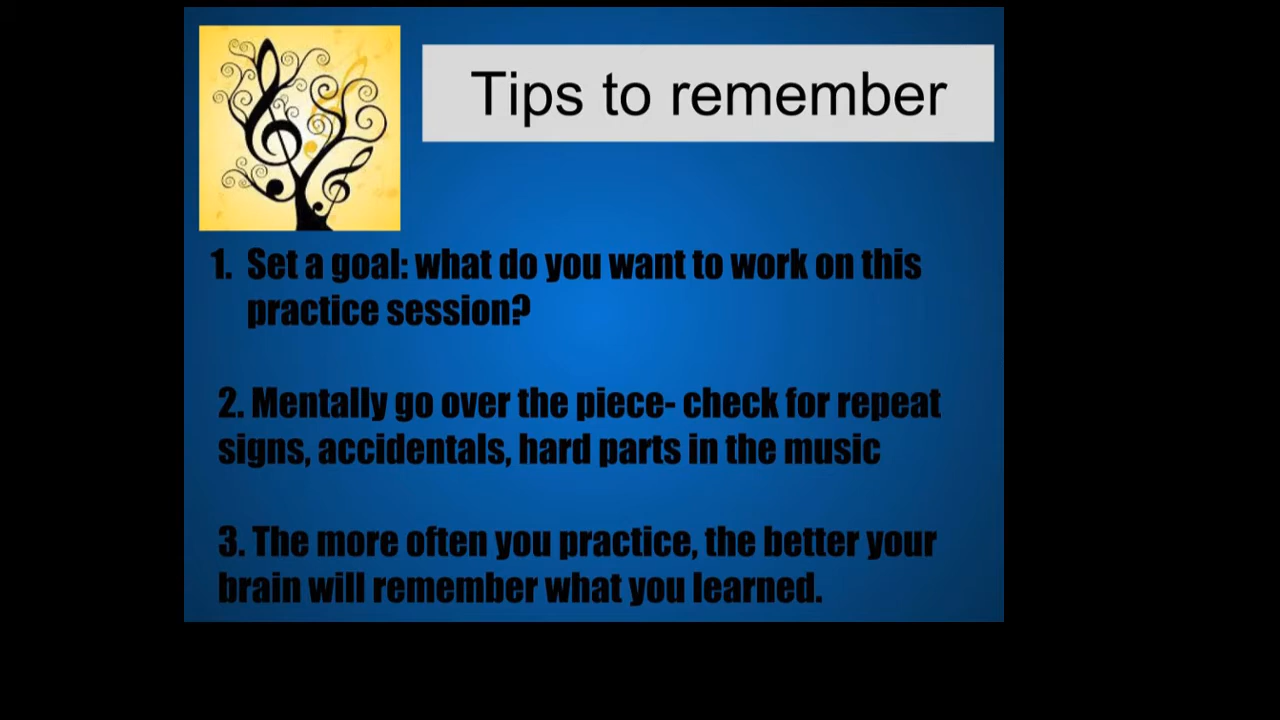 Tips to remember
1. Set a goal: what do you want to work on this
practice session?
2. Mentally go over the piece- check for repeat
signs, accidentals, hard parts in the music
3. The more often you practice, the better your
brain will remember what you learned.